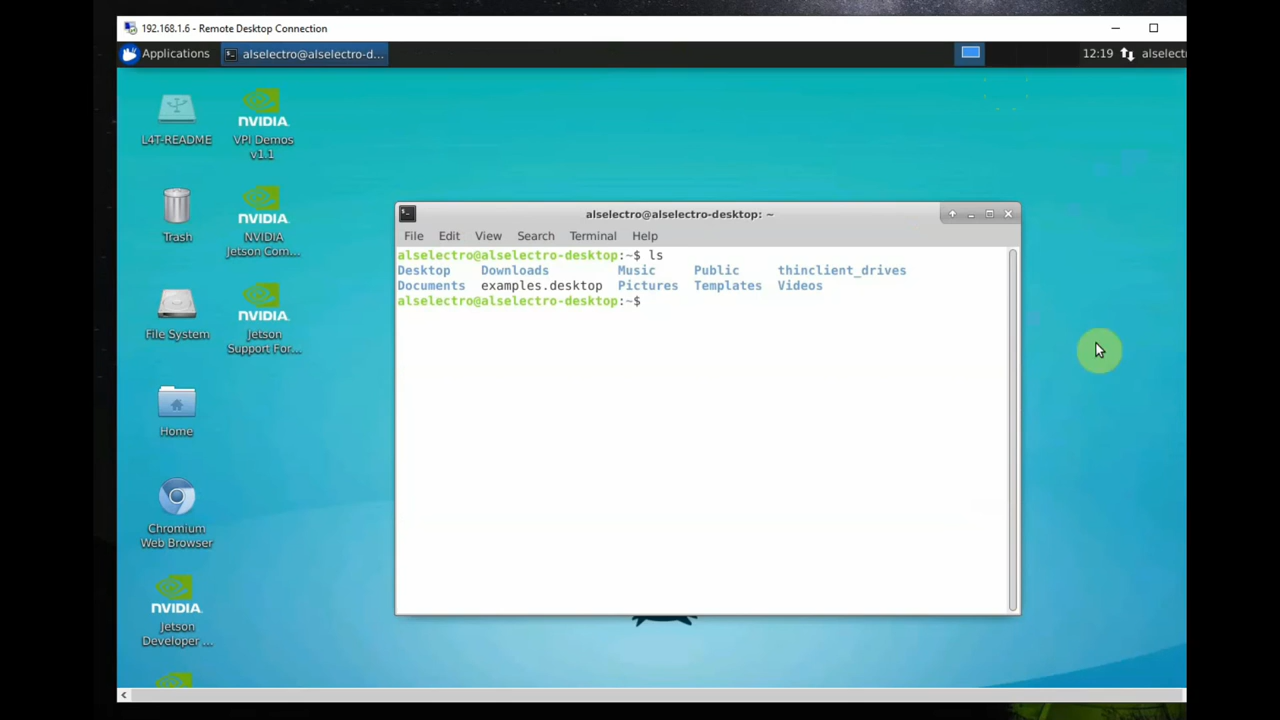 192.168.1.6 - Remote Desktop Connection
Applications
alselectro@alselectro-d...
12:19
alselectr
L4T-README
NVIDIA
VPI Demos
v1.1
Trash
NVIDIA
NVIDIA
Jetson Com...
File System
NVIDIA
Jetson
Support For...
Home
Chromium
Web Browser
NVIDIA
Jetson
Developer ...
alselectro@alselectro-desktop: ~
File Edit View Search Terminal Help
alselectro@alselectro-desktop:~$ ls
Desktop Downloads Music Public thinclient_drives
Documents examples.desktop Pictures Templates Videos
alselectro@alselectro-desktop:~$